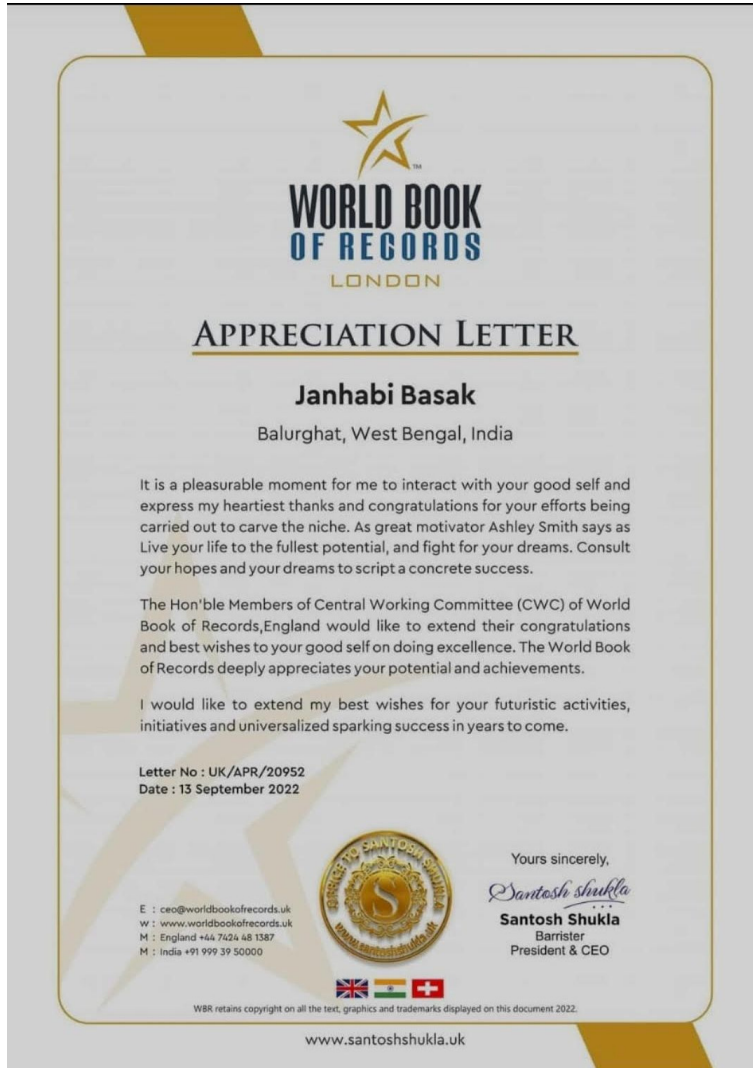 TM
WORLD BOOK
OF RECORDS
LONDON
APPRECIATION LETTER
Janhabi Basak
Balurghat, West Bengal, India
It is a pleasurable moment for me to interact with your good self and
express my heartiest thanks and congratulations for your efforts being
carried out to carve the niche. As great motivator Ashley Smith says as
Live your life to the fullest potential, and fight for your dreams. Consult
your hopes and your dreams to script a concrete success.
The Hon'ble Members of Central Working Committee (CWC) of World
Book of Records,England would like to extend their congratulations
and best wishes to your good self on doing excellence. The World Book
of Records deeply appreciates your potential and achievements.
I would like to extend my best wishes for your futuristic activities,
initiatives and universalized sparking success in years to come.
Letter No : UK/APR/20952
Date : 13 September 2022
E : ceo@worldbookofrecords.uk
w : www.worldbookofrecords.uk
M : England +44 7424 48 1387
M : India +91 999 39 50000
TO SANTOSH SHUKLA
S
www.santoshshukla.uk
Yours sincerely,
Santosh shukla
Santosh Shukla
Barrister
President & CEO
WBR retains copyright on all the text, graphics and trademarks displayed on this document 2022.
www.santoshshukla.uk